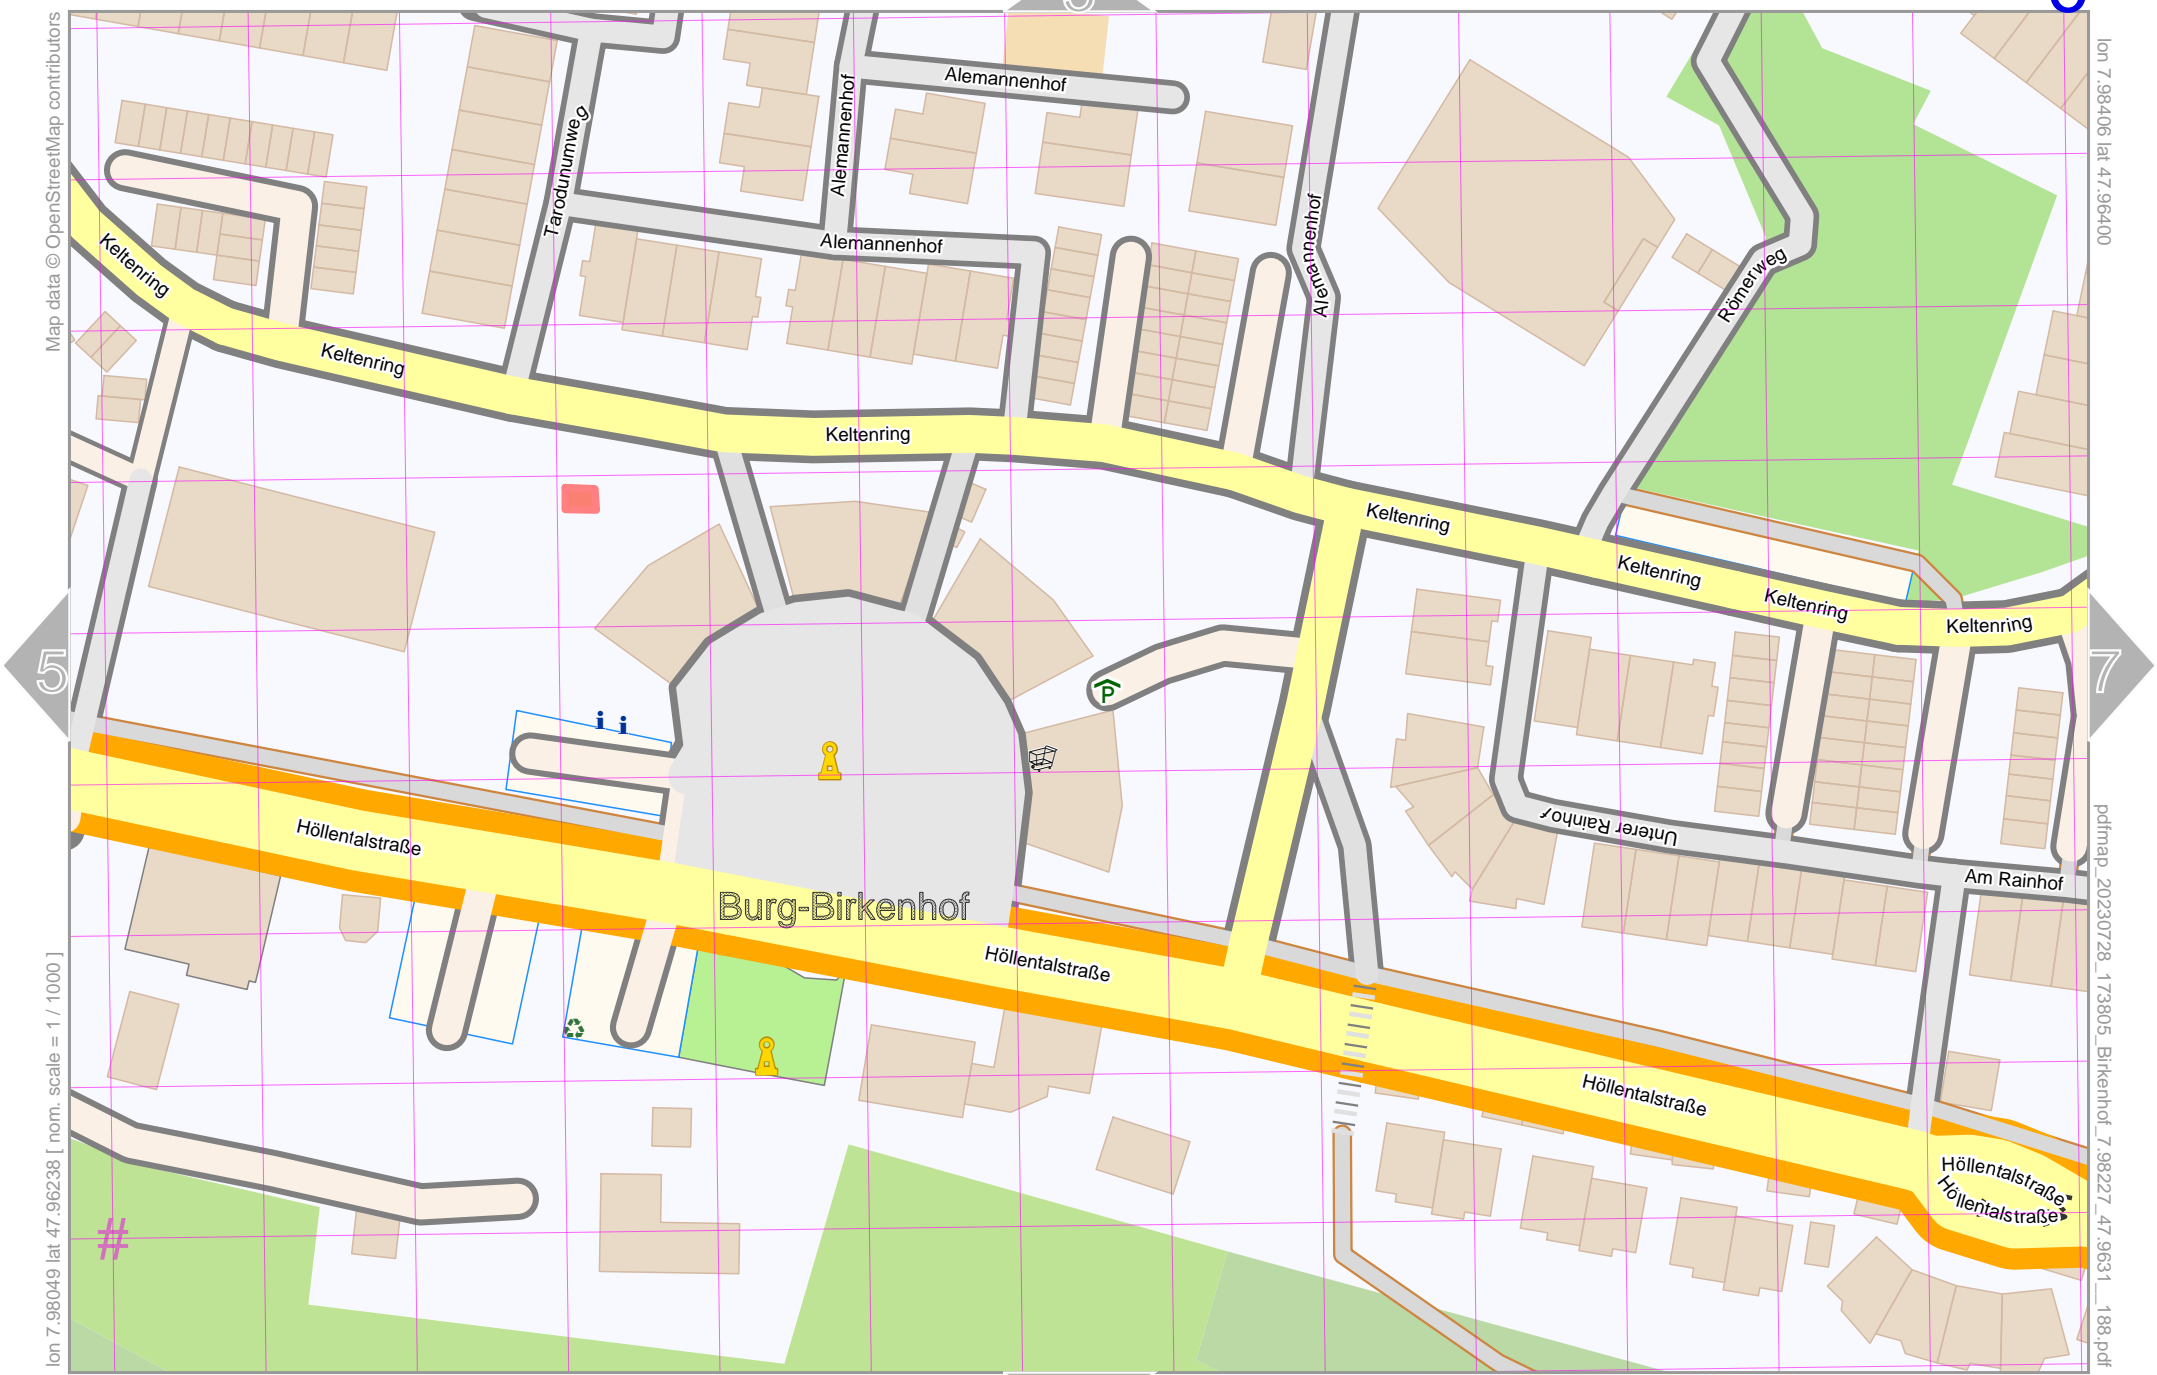 Map data © OpenStreetMap contributors
lon 7.98049 lat 47.96238 [ nom. scale = 1 / 1000 ]
lon 7.98406 lat 47.96400
pdfmap_20230728_173805_Birkenhof_7.98227_47.9631__188.pdf
5
7
Alemannenhof
Alemannenhof
Tarodunumweg
Alemannenhof
Alemannenhof
Alemannenhof
Römerweg
Keltenring
Keltenring
Keltenring
Keltenring
Keltenring
Keltenring
Keltenring
i
i
P
Unterer Rainhof
Höllentalstraße
Am Rainhof
Burg-Birkenhof
Höllentalstraße
Höllentalstraße
Höllentalstraße
Höllentalstraße
#